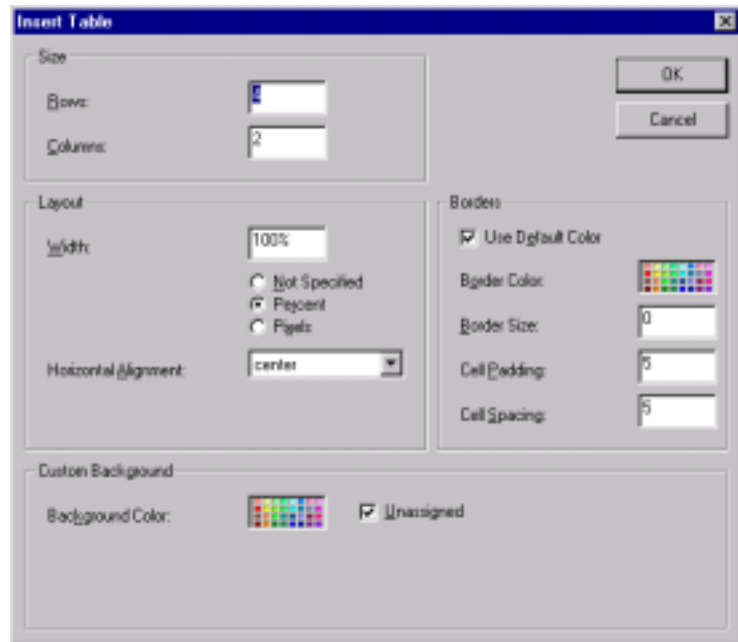 Insert Table
Size
Rows:
4
Columns:
2
OK
Cancel
Layout
Width:
100%
Not Specified
Percent
Pixels
Horizontal Alignment:
center
Borders
Use Default Color
Border Color:
Border Size:
0
Cell Padding:
5
Cell Spacing:
5
Custom Background
Background Color:
Unassigned